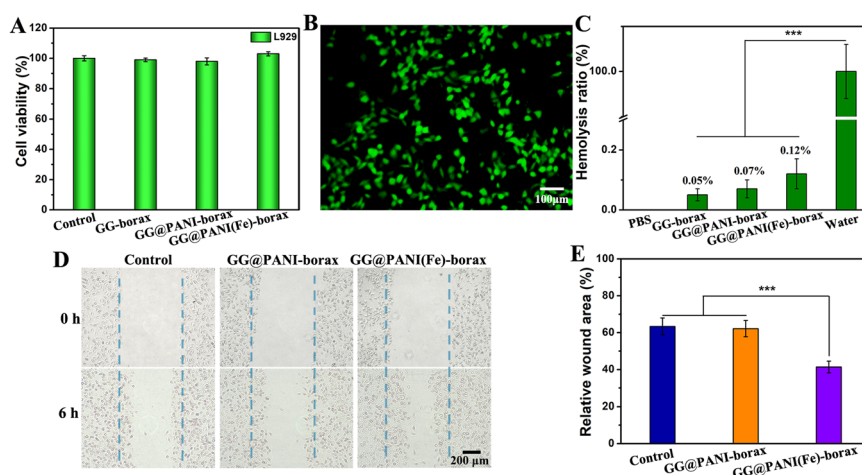 A
120
100
80
60
40
20
0
Cell viability (%)
L929
Control
GG-borax
GG@PANI-borax
GG@PANI(Fe)-borax
B
100μm
C
Hemolysis ratio (%)
100.0
0.2
0.0
0.05%
0.07%
0.12%
***
PBS
GG-borax
GG@PANI-borax
GG@PANI(Fe)-borax
Water
D
Control
GG@PANI-borax
GG@PANI(Fe)-borax
0 h
6 h
200 μm
E
Relative wound area (%)
100
80
60
40
20
0
***
Control
GG@PANI-borax
GG@PANI(Fe)-borax